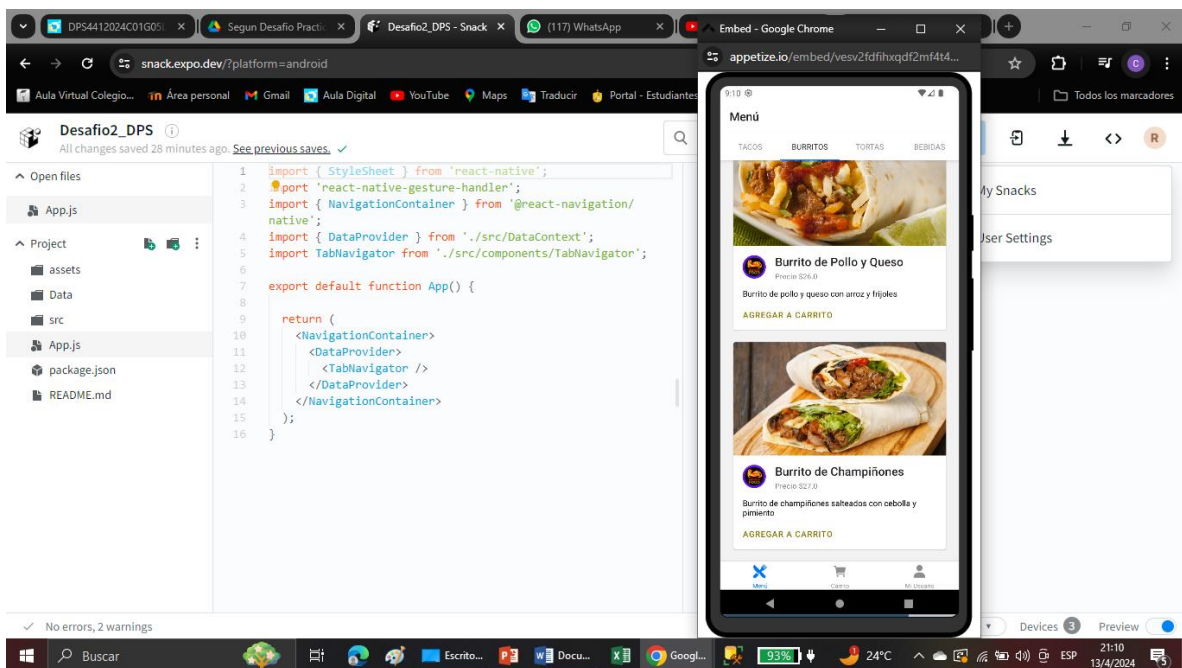 DPS4412024C01G05L
Segun Desafio Practic
Desafio2_DPS - Snack
(117) WhatsApp
snack.expo.dev/?platform=android
Aula Virtual Colegio...
Área personal
Gmail
Aula Digital
YouTube
Maps
Traducir
Portal - Estudiantes
Todos los marcadores
Embed - Google Chrome
appetize.io/embed/vesv2fdfihxqdf2mf4t4...
Desafio2_DPS
All changes saved 28 minutes ago. See previous saves.
R
Open files
App.js
Project
assets
Data
src
App.js
package.json
README.md
1 import { StyleSheet } from 'react-native';
2 port 'react-native-gesture-handler';
3 import { NavigationContainer } from '@react-navigation/
native';
4 import { DataProvider } from './src/DataContext';
5 import TabNavigator from './src/components/TabNavigator';
6
7 export default function App() {
8
9 return (
10 <NavigationContainer>
11 <DataProvider>
12 <TabNavigator />
13 </DataProvider>
14 </NavigationContainer>
15 );
16 }
9:10
Menú
TACOS
BURRITOS
TORTAS
BEBIDAS
Burrito de Pollo y Queso
Precio $26.0
Burrito de pollo y queso con arroz y frijoles
AGREGAR A CARRITO
Burrito de Champiñones
Precio $27.0
Burrito de champiñones salteados con cebolla y
pimiento
AGREGAR A CARRITO
Menú
Carrito
Mi Usuario
My Snacks
User Settings
No errors, 2 warnings
Devices 3
Preview
Buscar
Escrito...
Docu...
Googl...
93%
24°C
ESP
21:10
13/4/2024
5